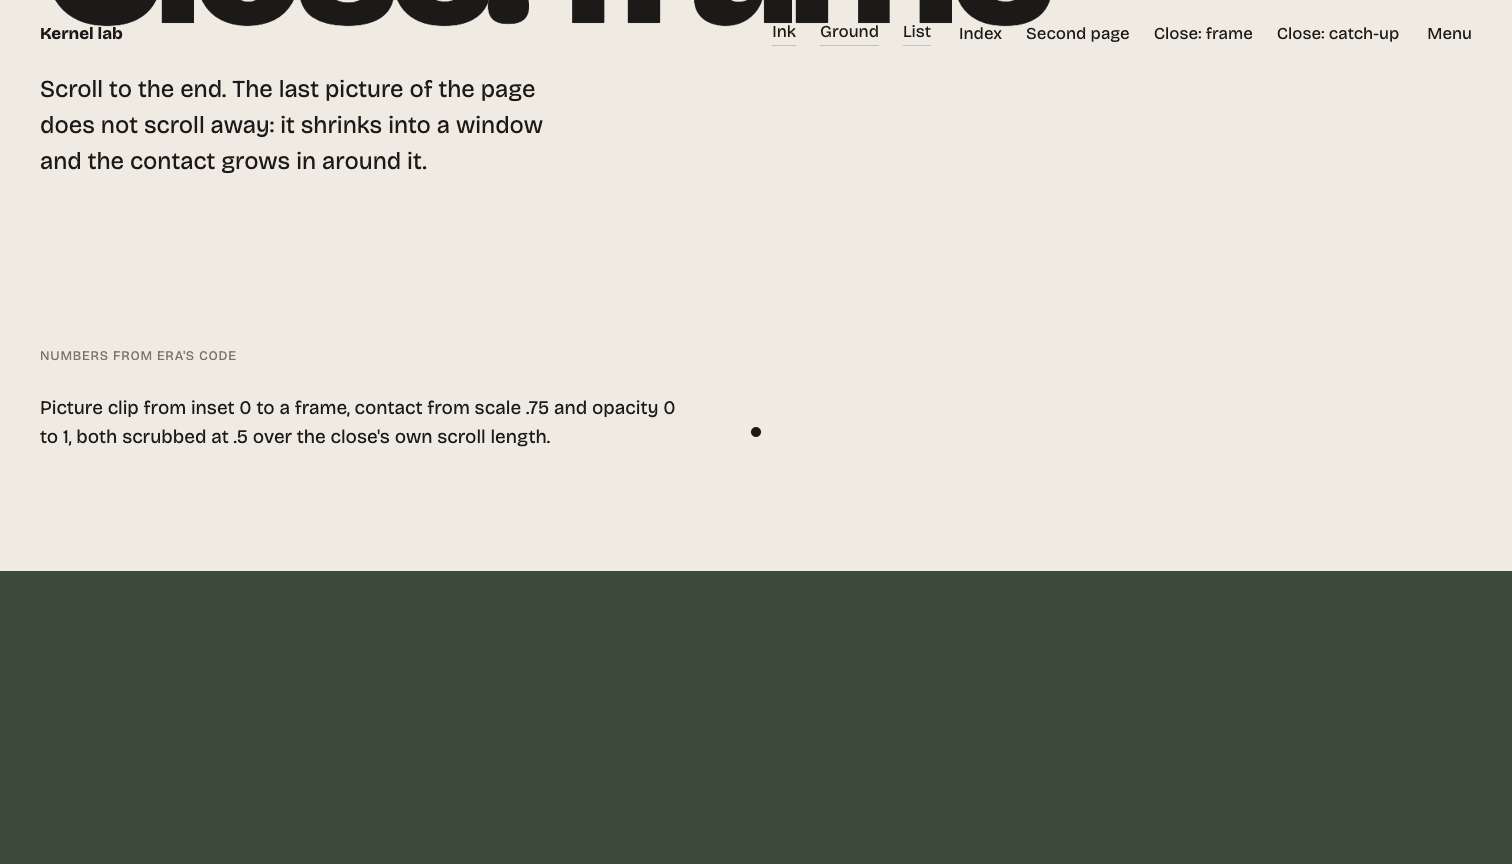 Close: frame
Kernel lab
Ink Ground List Index Second page Close: frame Close: catch-up Menu
Scroll to the end. The last picture of the page
does not scroll away: it shrinks into a window
and the contact grows in around it.
NUMBERS FROM ERA'S CODE
Picture clip from inset 0 to a frame, contact from scale .75 and opacity 0
to 1, both scrubbed at .5 over the close's own scroll length.